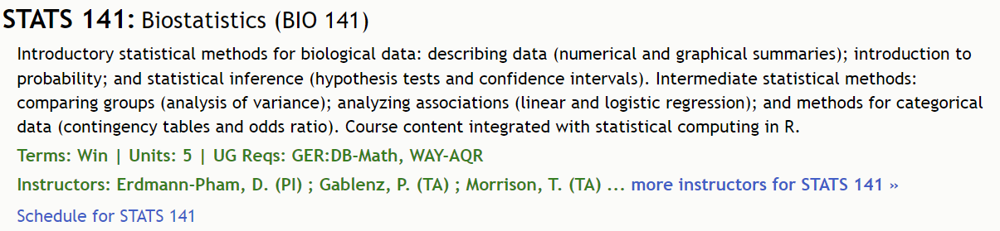 STATS 141: Biostatistics (BIO 141)
Introductory statistical methods for biological data: describing data (numerical and graphical summaries); introduction to
probability; and statistical inference (hypothesis tests and confidence intervals). Intermediate statistical methods:
comparing groups (analysis of variance); analyzing associations (linear and logistic regression); and methods for categorical
data (contingency tables and odds ratio). Course content integrated with statistical computing in R.
Terms: Win | Units: 5 | UG Reqs: GER:DB-Math, WAY-AQR
Instructors: Erdmann-Pham, D. (PI) ; Gablenz, P. (TA) ; Morrison, T. (TA) ... more instructors for STATS 141 »
Schedule for STATS 141